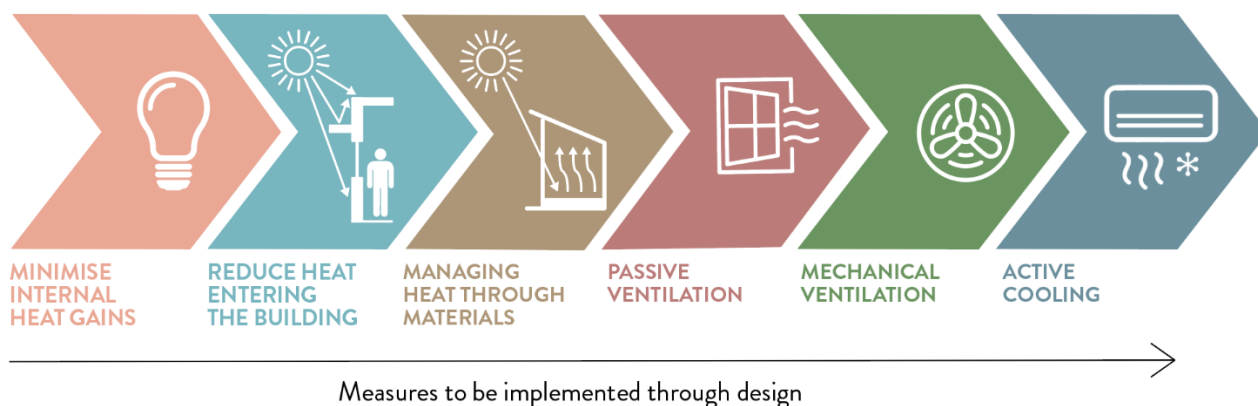 MINIMISE
INTERNAL
HEAT GAINS
REDUCE HEAT
ENTERING
THE BUILDING
MANAGING
HEAT THROUGH
MATERIALS
PASSIVE
VENTILATION
MECHANICAL
VENTILATION
ACTIVE
COOLING
Measures to be implemented through design